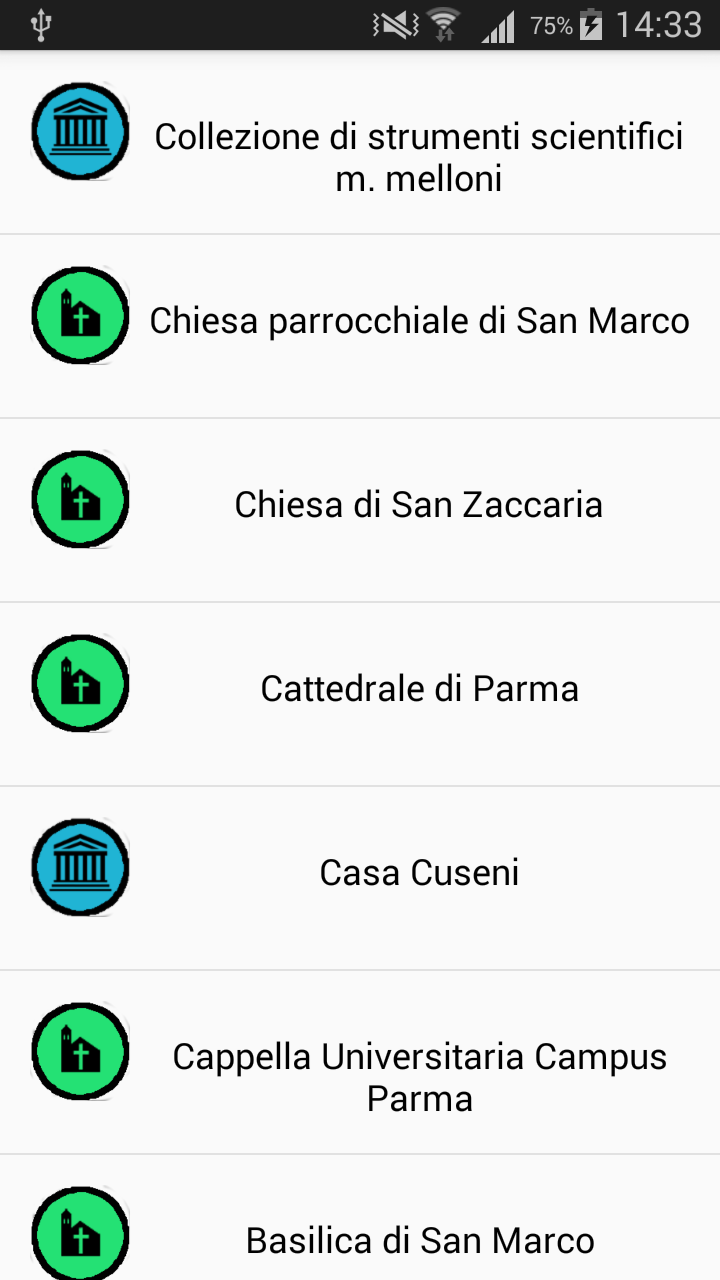 75% 14:33
Collezione di strumenti scientifici
m. melloni
Chiesa parrocchiale di San Marco
Chiesa di San Zaccaria
Cattedrale di Parma
Casa Cuseni
Cappella Universitaria Campus
Parma
Basilica di San Marco